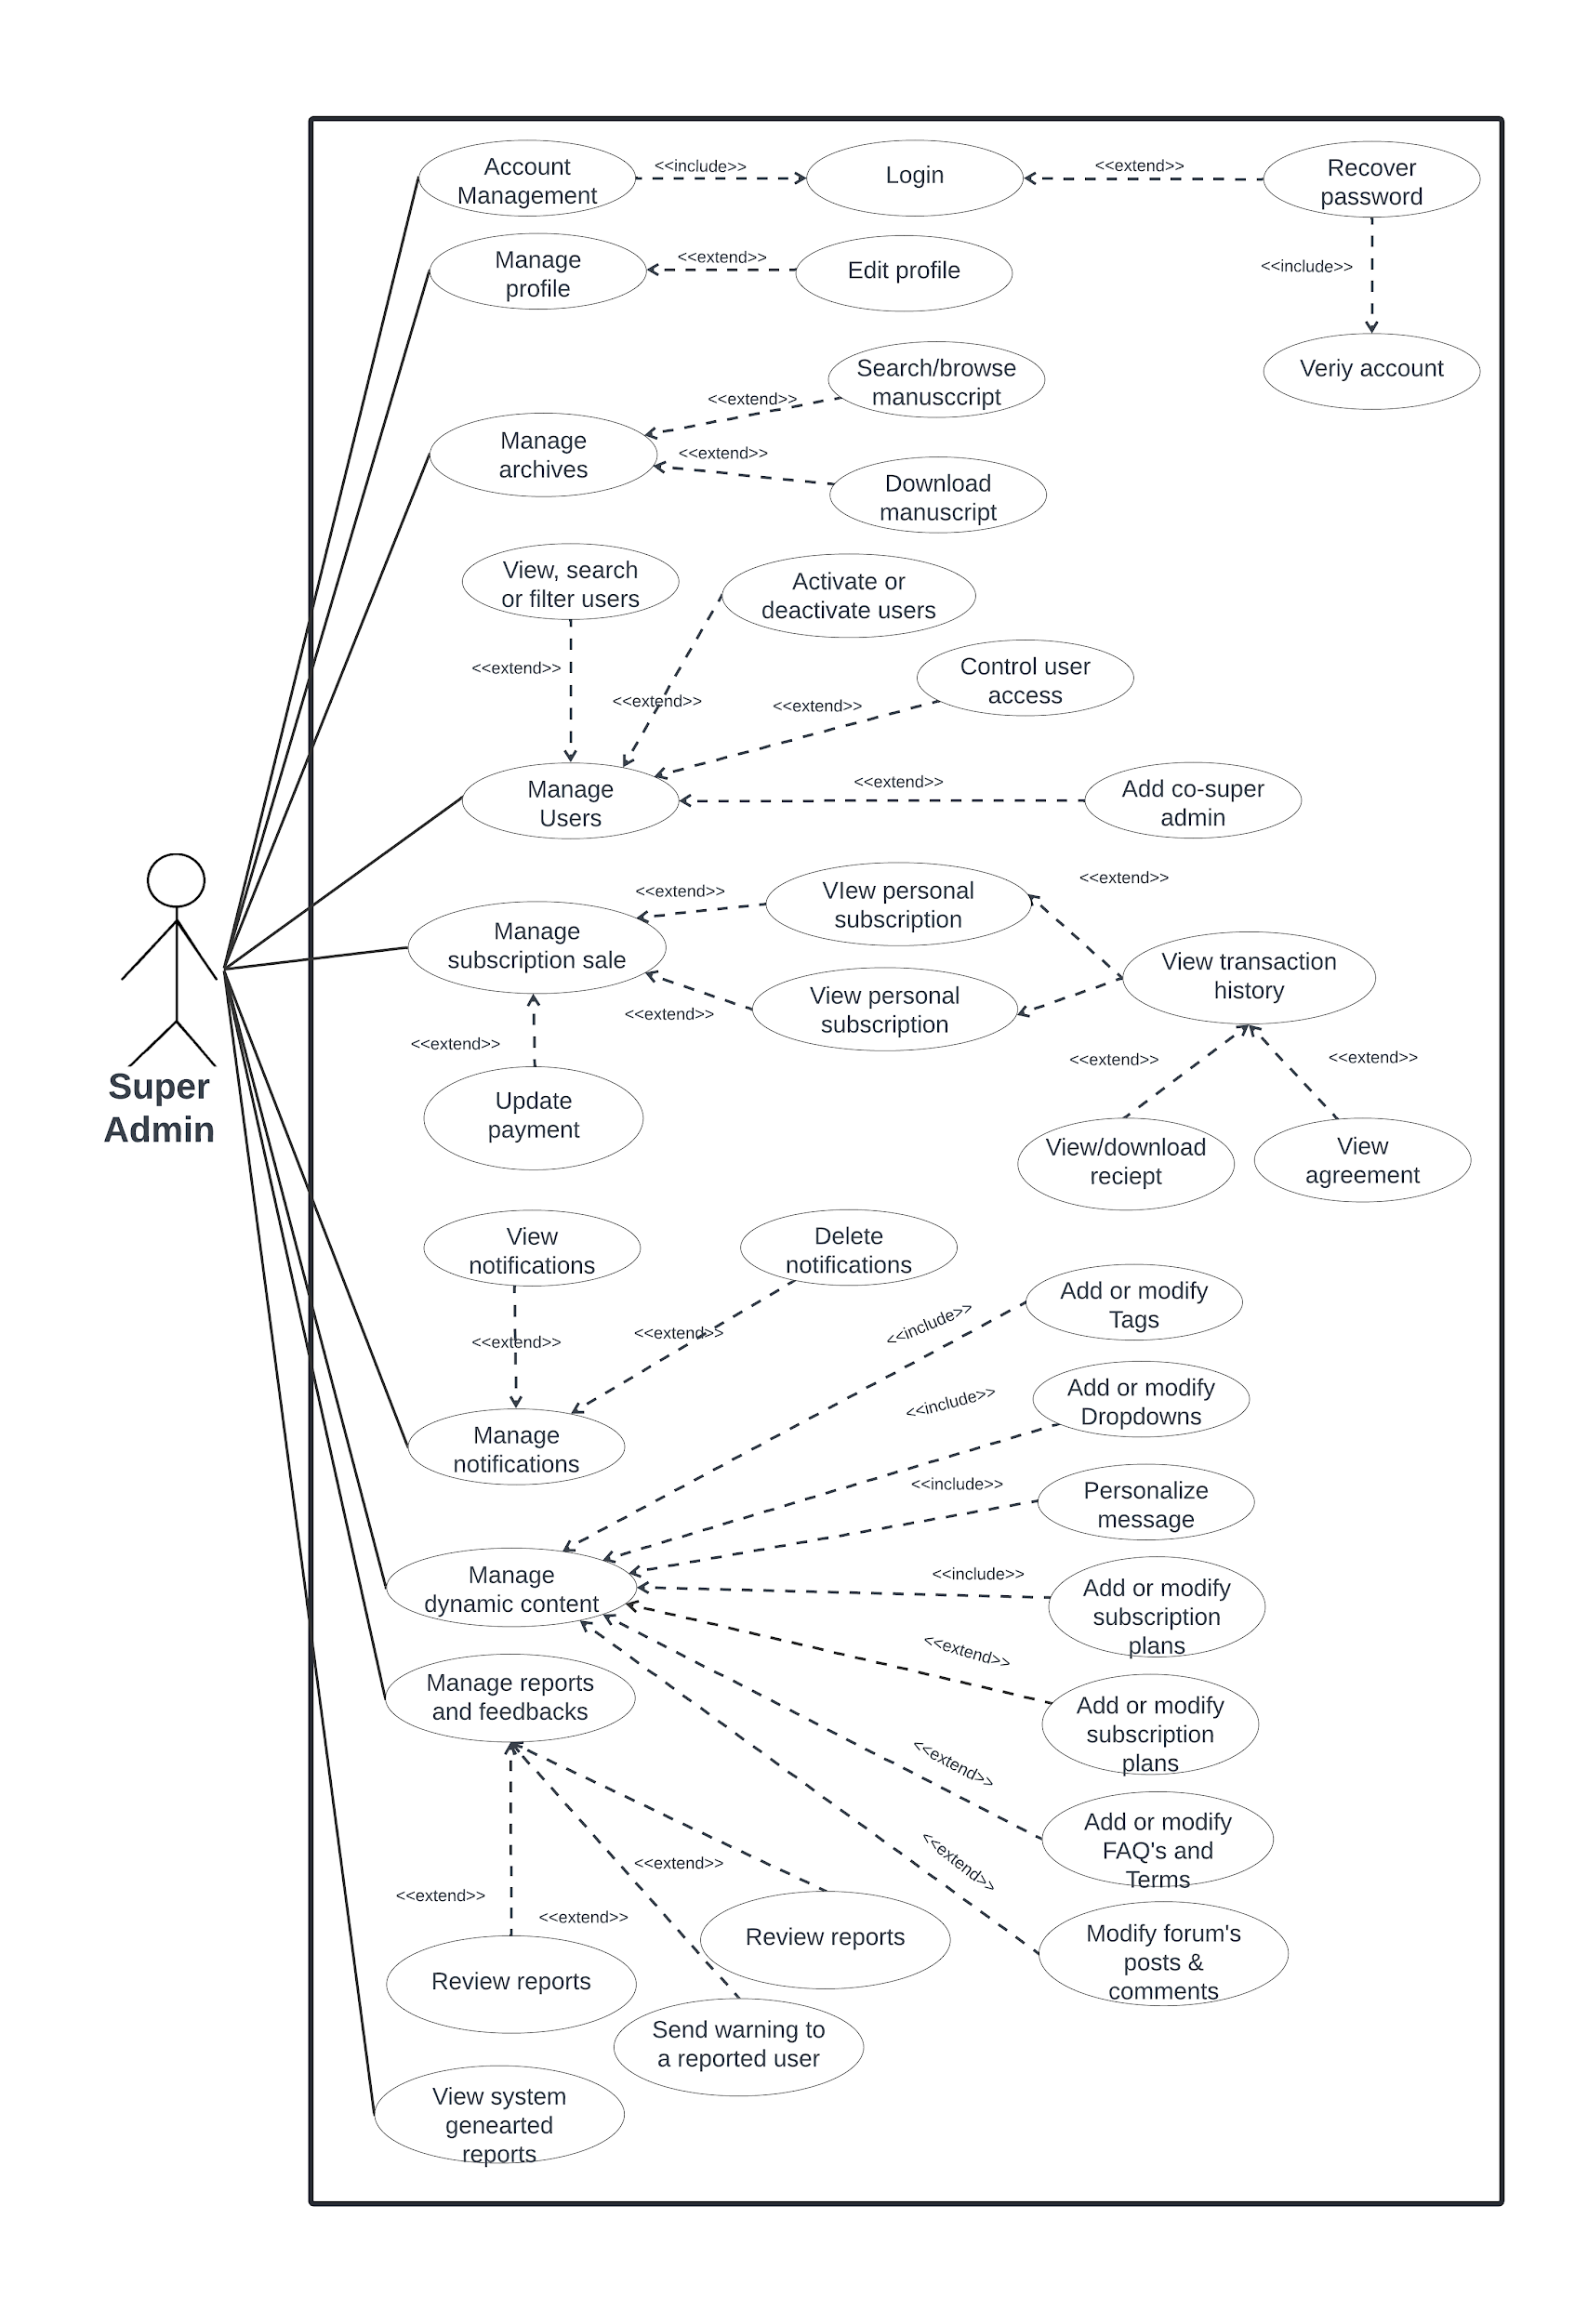 Account
Management
<<include>>
Login
<<extend>>
Recover
password
Manage
profile
<<extend>>
Edit profile
<<include>>
Veriy account
Search/browse
manusccript
<<extend>>
Manage
archives
<<extend>>
Download
manuscript
View, search
or filter users
Activate or
deactivate users
<<extend>>
<<extend>>
Control user
access
<<extend>>
Manage
Users
<<extend>>
Add co-super
admin
Manage
subscription sale
<<extend>>
VIew personal
subscription
<<extend>>
View transaction
history
<<extend>>
View personal
subscription
<<extend>>
<<extend>>
<<extend>>
Super
Admin
Update
payment
View/download
reciept
View
agreement
View
notifications
Delete
notifications
<<extend>>
<<extend>>
<<include>>
Add or modify
Tags
<<include>>
Add or modify
Dropdowns
Manage
notifications
<<include>>
Personalize
message
Manage
dynamic content
<<include>>
Add or modify
subscription
plans
<<extend>>
Add or modify
subscription
plans
Manage reports
and feedbacks
<<extend>>
Add or modify
FAQ's and
Terms
<<extend>>
<<extend>>
<<extend>>
<<extend>>
Modify forum's
posts &
comments
Review reports
Review reports
Send warning to
a reported user
View system
genearted
reports